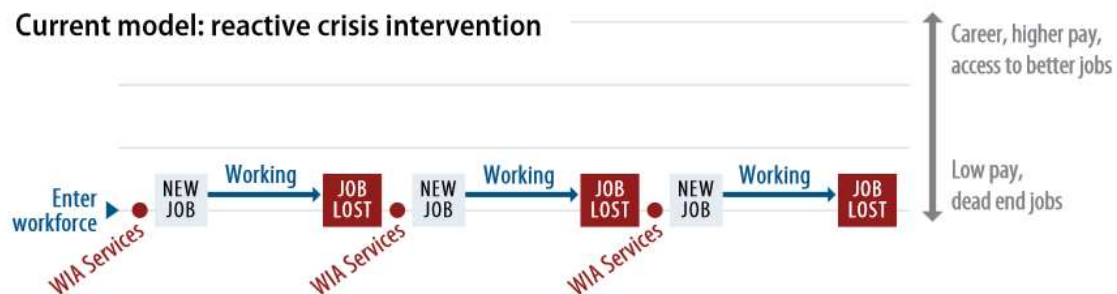 Current model: reactive crisis intervention
Career, higher pay,
access to better jobs
Enter
workforce
WIA Services
NEW
JOB
Working
JOB
LOST
WIA Services
NEW
JOB
Working
JOB
LOST
WIA Services
NEW
JOB
Working
JOB
LOST
Low pay,
dead end jobs